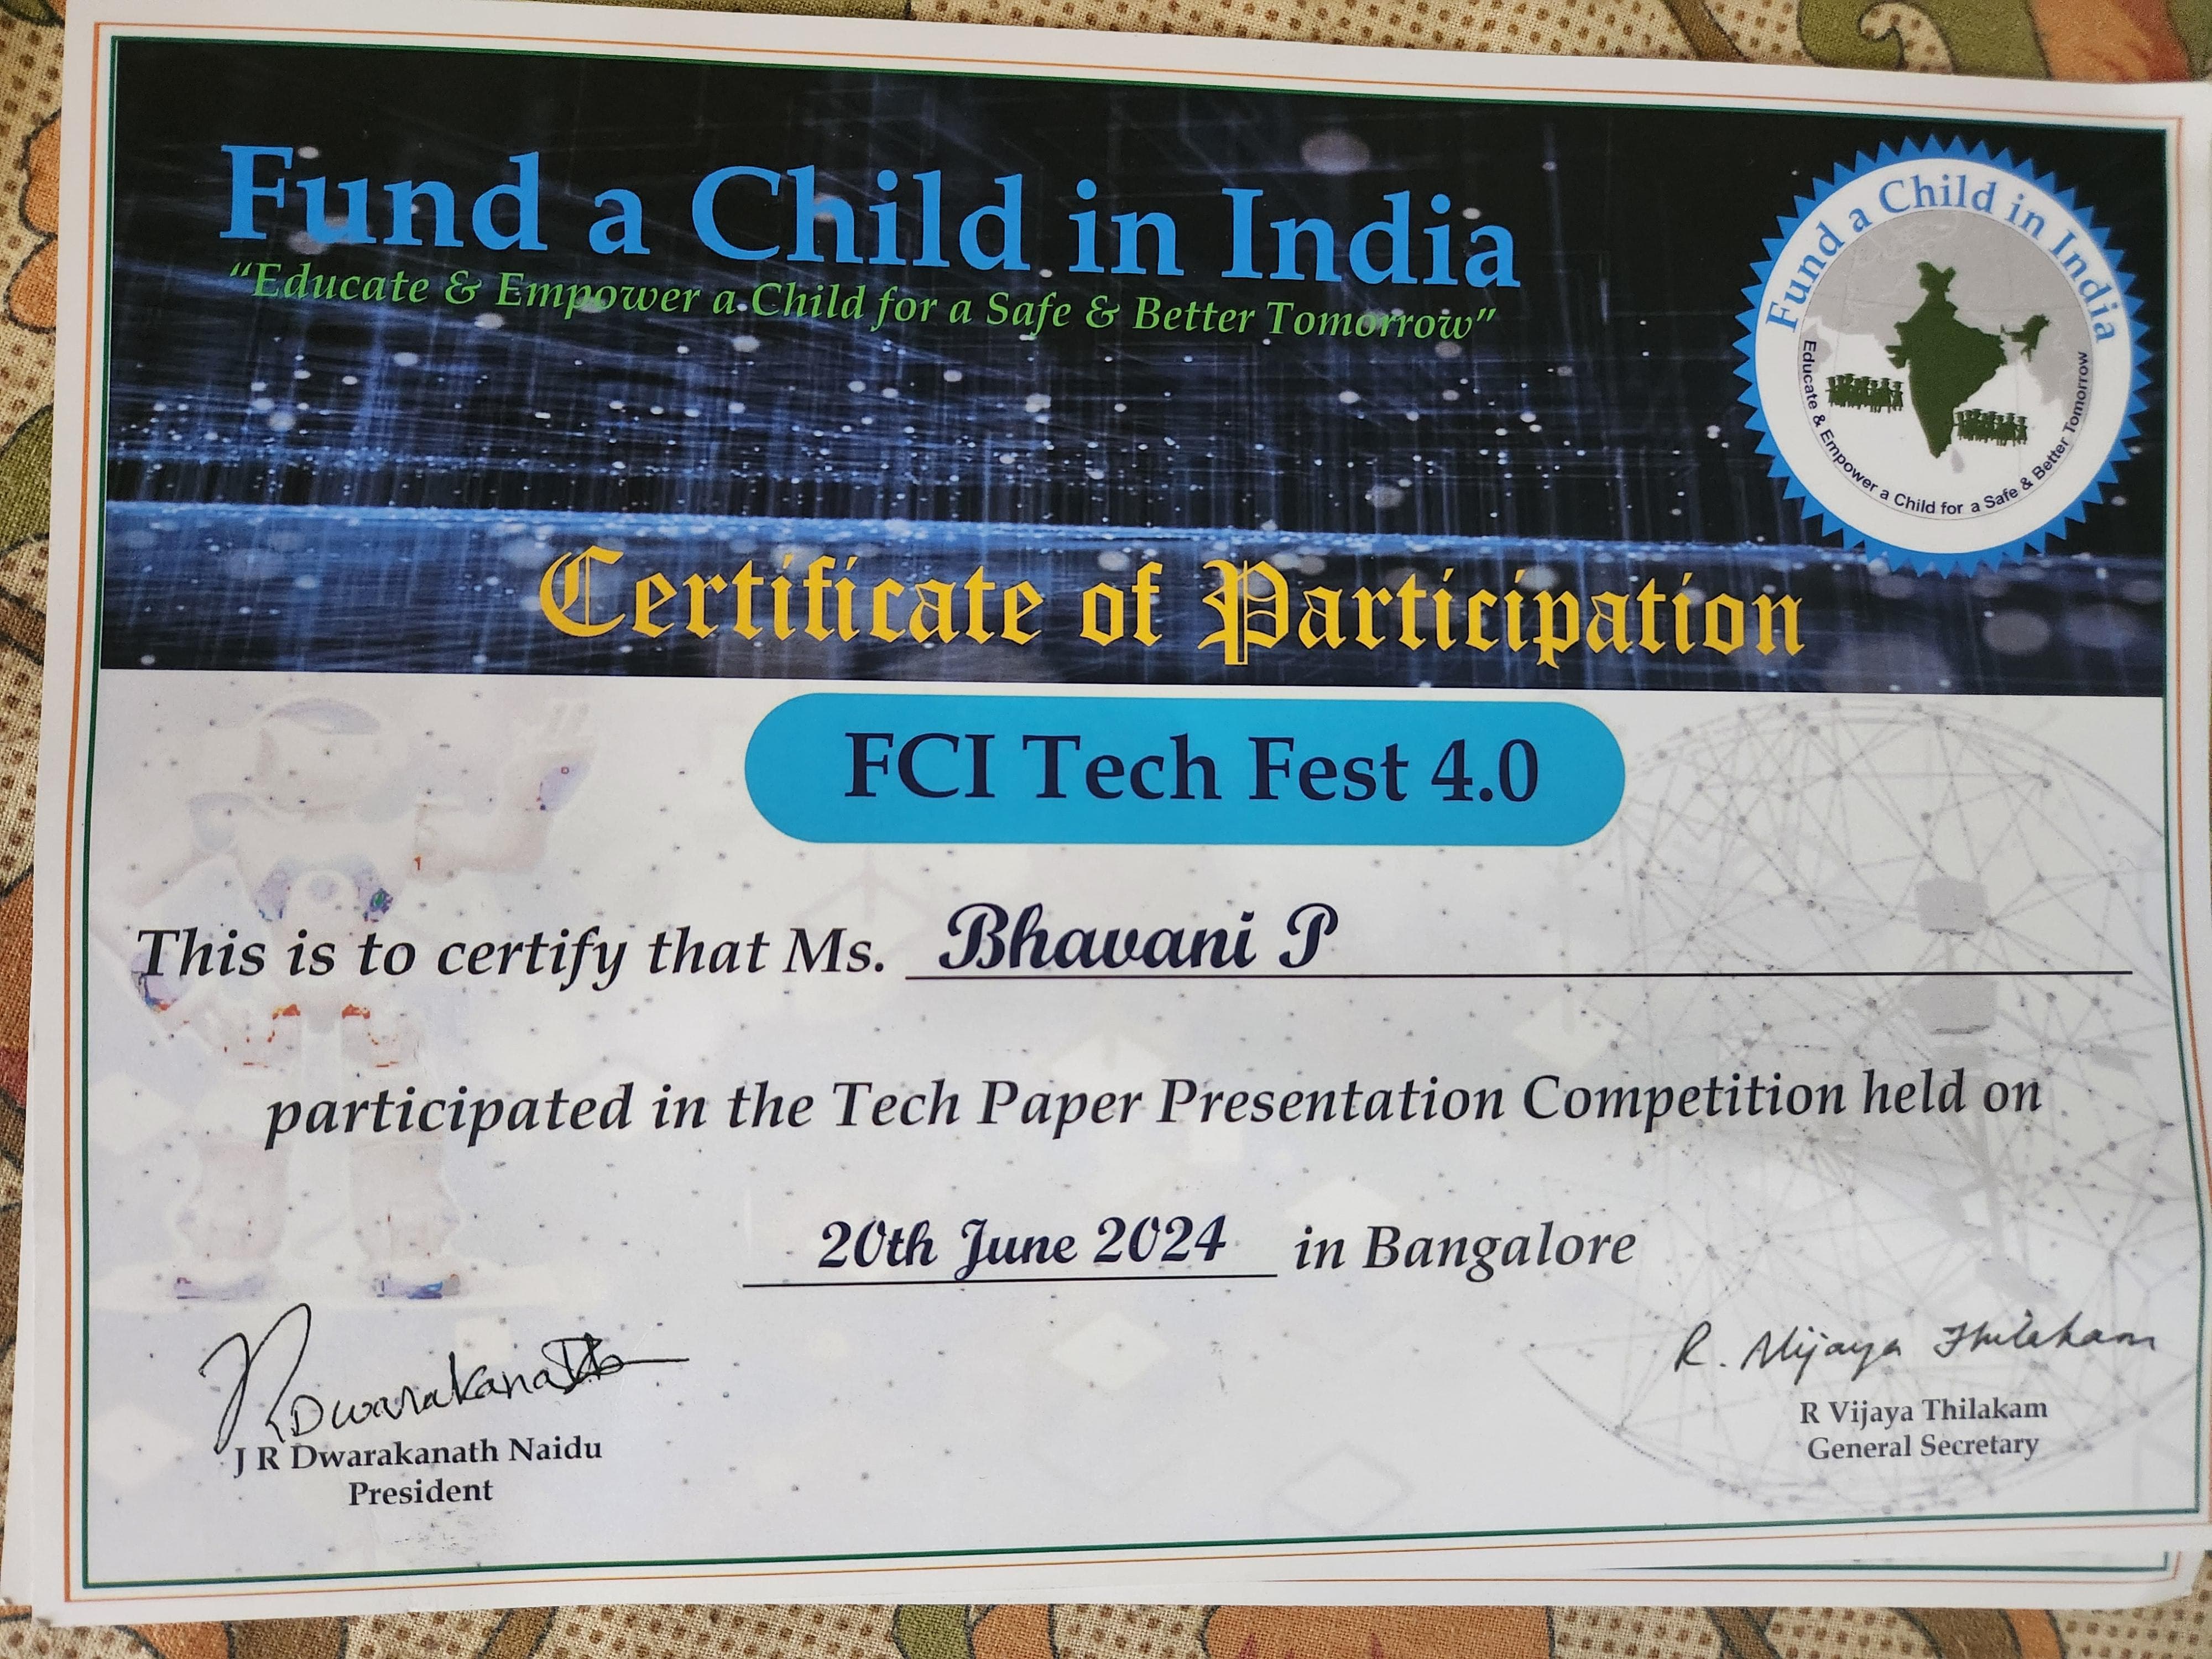 Fund a Child in India
"Educate & Empower a Child for a Safe & Better Tomorrow"
Fund a Child in India
Educate & Empower a Child for a Safe & Better Tomorrow
Certificate of Participation
FCI Tech Fest 4.0
This is to certify that Ms. Bhavani P
participated in the Tech Paper Presentation Competition held on
20th June 2024 in Bangalore
JRDwarakanath
J R Dwarakanath Naidu
President
R. Vijaya Thilakam
R Vijaya Thilakam
General Secretary